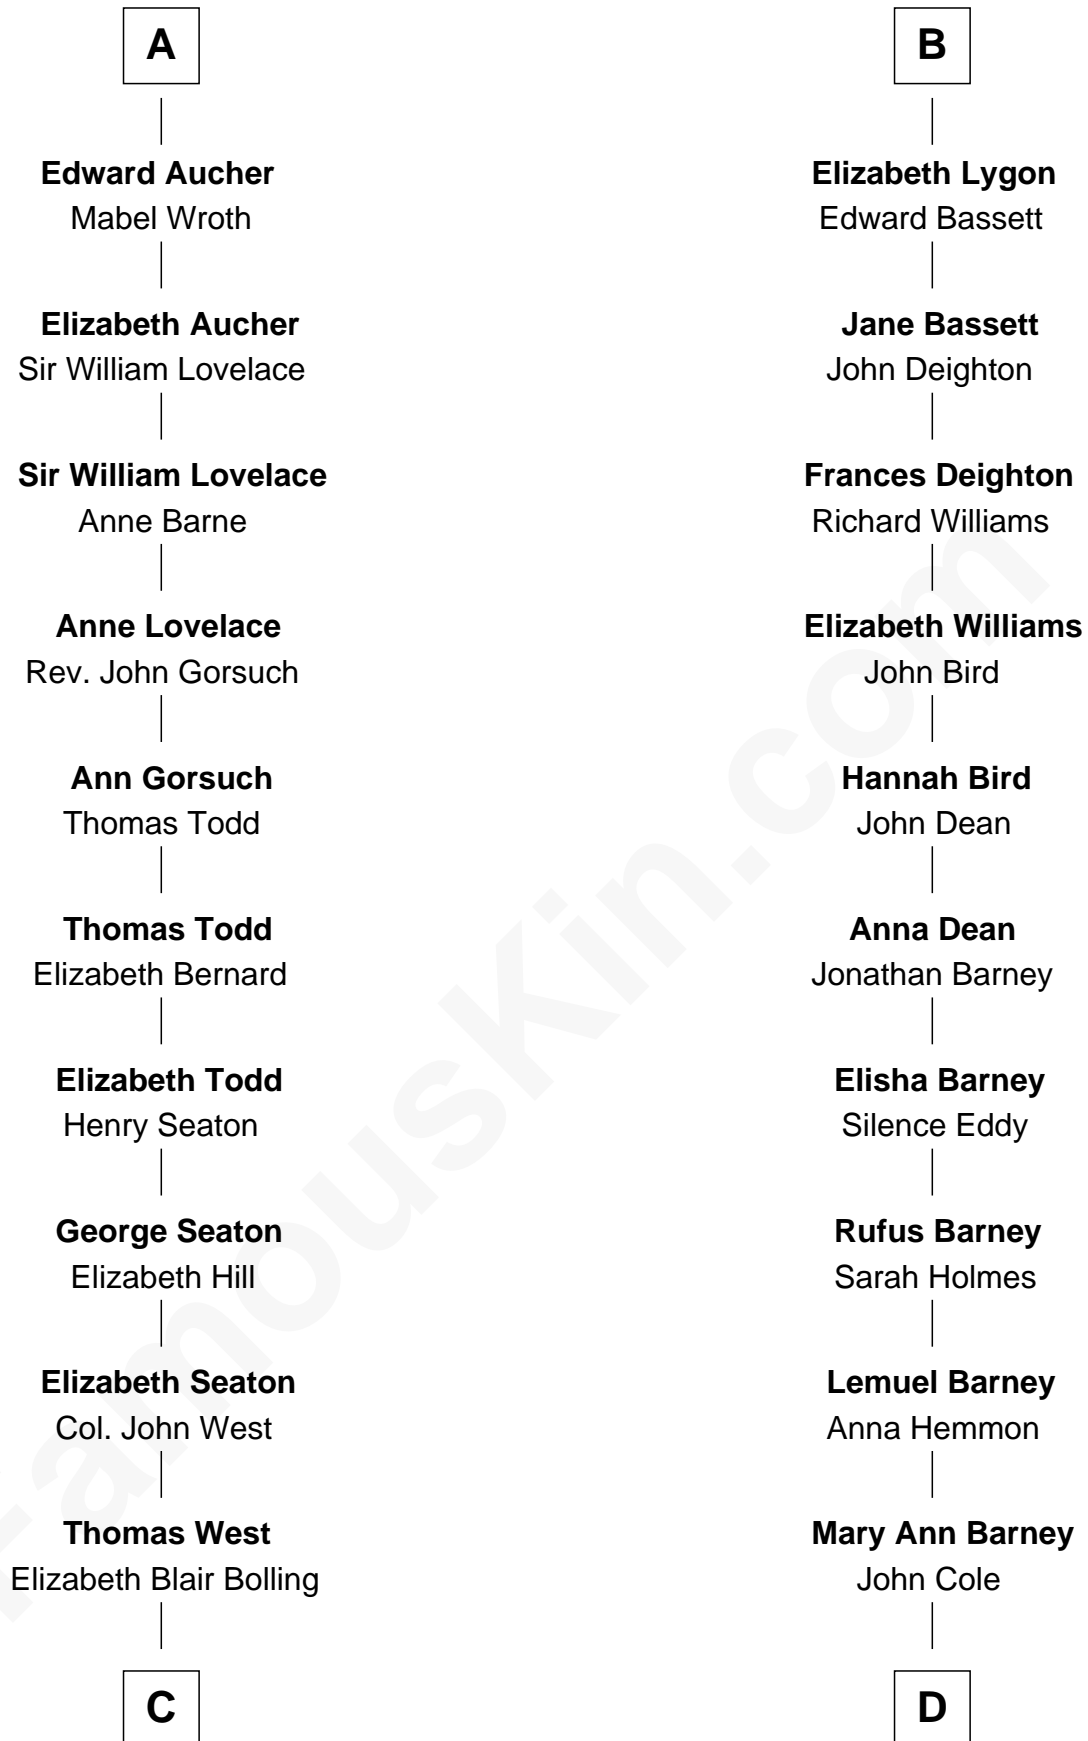 A
Edward Aucher
Mabel Wroth
Elizabeth Aucher
Sir William Lovelace
Sir William Lovelace
Anne Barne
Anne Lovelace
Rev. John Gorsuch
Ann Gorsuch
Thomas Todd
Thomas Todd
Elizabeth Bernard
Elizabeth Todd
Henry Seaton
George Seaton
Elizabeth Hill
Elizabeth Seaton
Col. John West
Thomas West
Elizabeth Blair Bolling
C
B
Elizabeth Lygon
Edward Bassett
Jane Bassett
John Deighton
Frances Deighton
Richard Williams
Elizabeth Williams
John Bird
Hannah Bird
John Dean
Anna Dean
Jonathan Barney
Elisha Barney
Silence Eddy
Rufus Barney
Sarah Holmes
Lemuel Barney
Anna Hemmon
Mary Ann Barney
John Cole
D
FamousKin.com